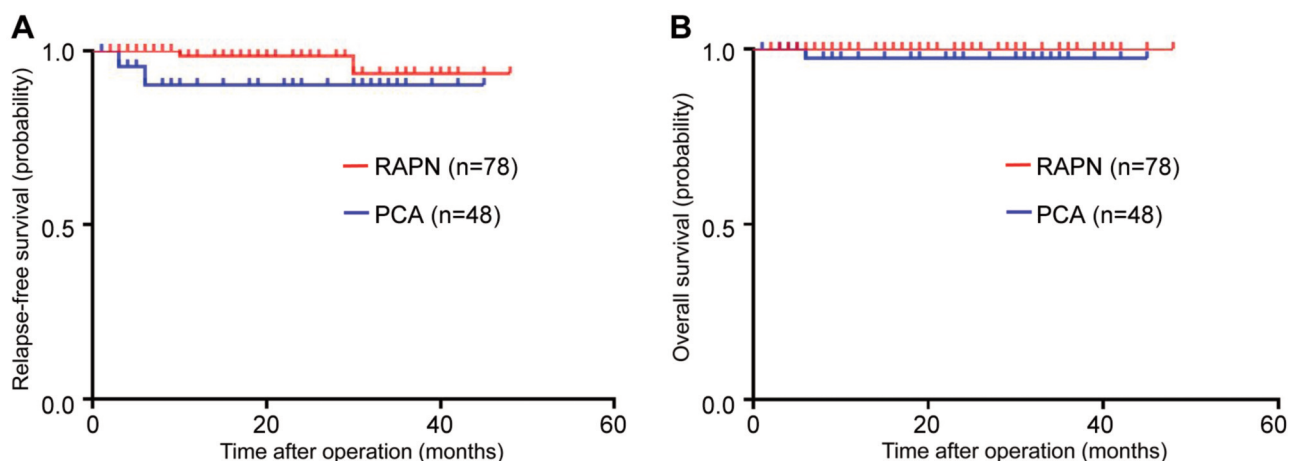 A
Relapse-free survival (probability)
1.0
0.5
0.0
RAPN (n=78)
PCA (n=48)
0 20 40 60
Time after operation (months)
B
Overall survival (probability)
1.0
0.5
0.0
RAPN (n=78)
PCA (n=48)
0 20 40 60
Time after operation (months)